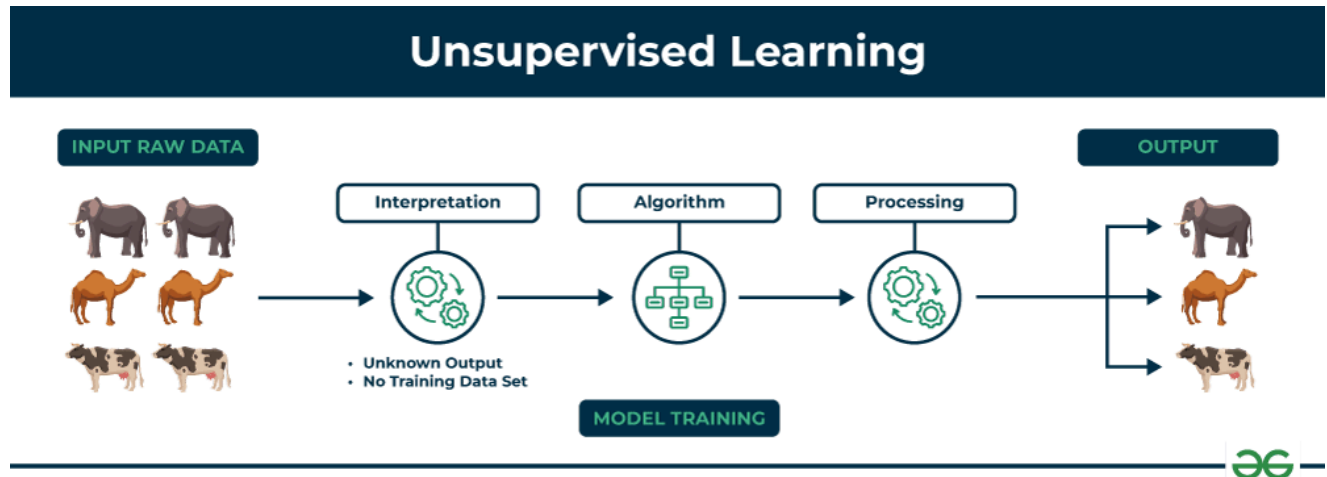 Unsupervised Learning
INPUT RAW DATA
OUTPUT
Interpretation
Algorithm
Processing
• Unknown Output
• No Training Data Set
MODEL TRAINING